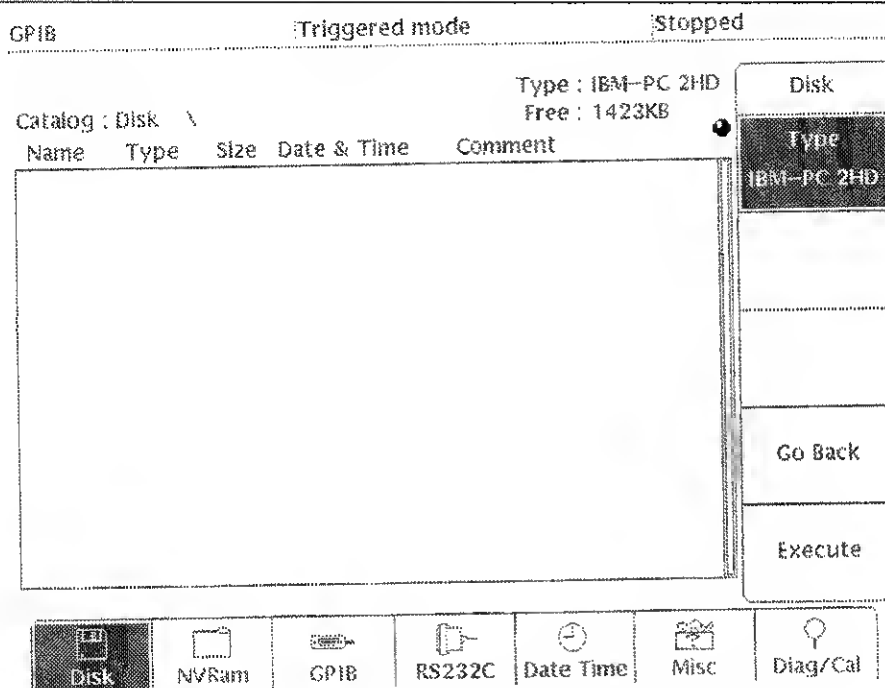 GPIB Triggered mode Stopped
Type : IBM-PC 2HD
Catalog : Disk \ Free : 1423KB
Name Type Size Date & Time Comment
Disk
Type
IBM-PC 2HD
Go Back
Execute
Disk NVRam GPIB RS232C Date Time Misc Diag/Cal